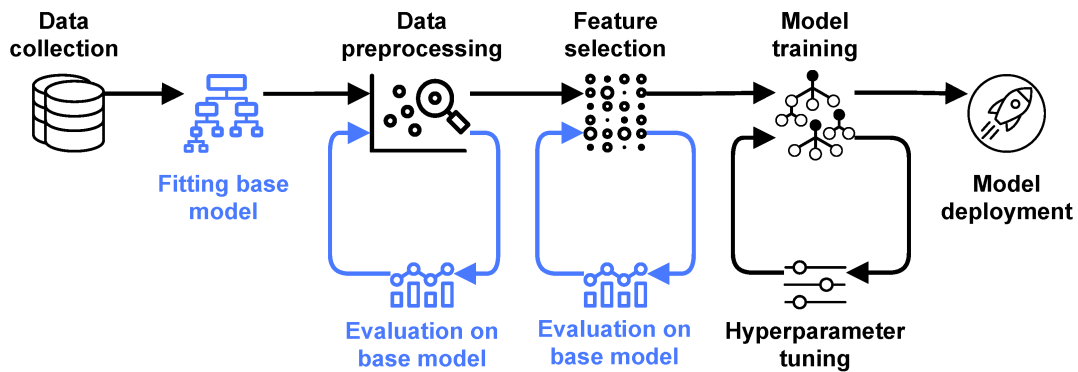 Data
collection
Fitting base
model
Data
preprocessing
Evaluation on
base model
Feature
selection
Evaluation on
base model
Model
training
Hyperparameter
tuning
Model
deployment